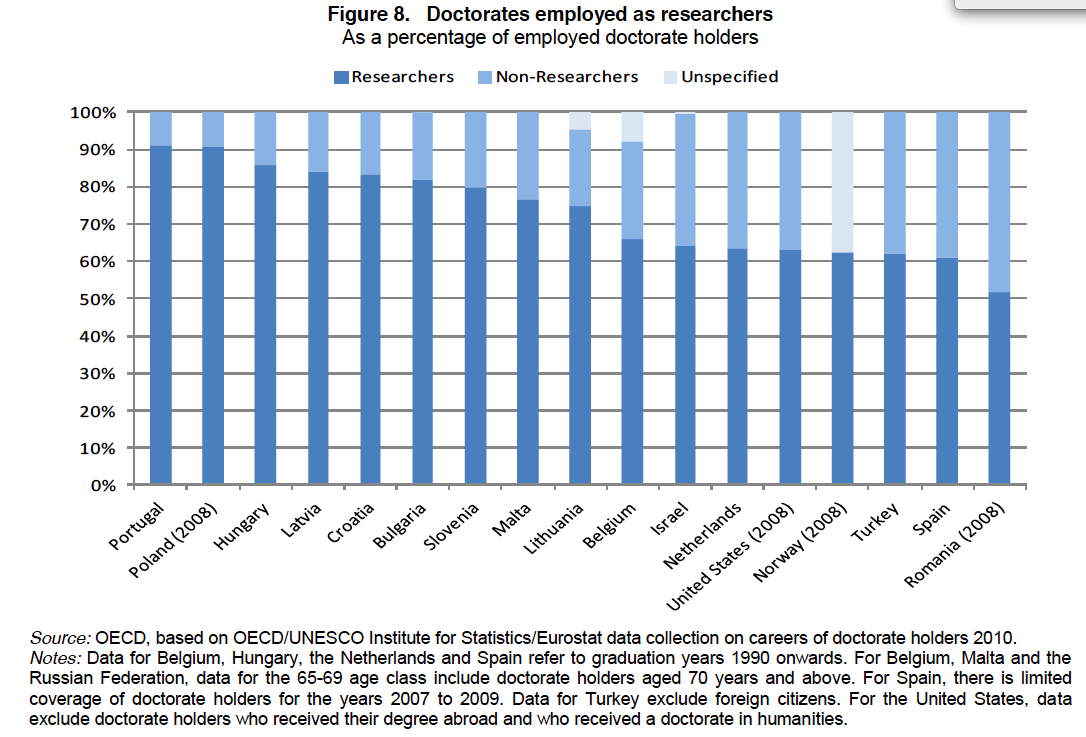 Figure 8. Doctorates employed as researchers
As a percentage of employed doctorate holders
Researchers Non-Researchers Unspecified
100%
90%
80%
70%
60%
50%
40%
30%
20%
10%
0%
Portugal
Poland (2008)
Hungary
Latvia
Croatia
Bulgaria
Slovenia
Malta
Lithuania
Belgium
Israel
Netherlands
United States (2008)
Norway (2008)
Turkey
Spain
Romania (2008)
Source: OECD, based on OECD/UNESCO Institute for Statistics/Eurostat data collection on careers of doctorate holders 2010.
Notes: Data for Belgium, Hungary, the Netherlands and Spain refer to graduation years 1990 onwards. For Belgium, Malta and the
Russian Federation, data for the 65-69 age class include doctorate holders aged 70 years and above. For Spain, there is limited
coverage of doctorate holders for the years 2007 to 2009. Data for Turkey exclude foreign citizens. For the United States, data
exclude doctorate holders who received their degree abroad and who received a doctorate in humanities.